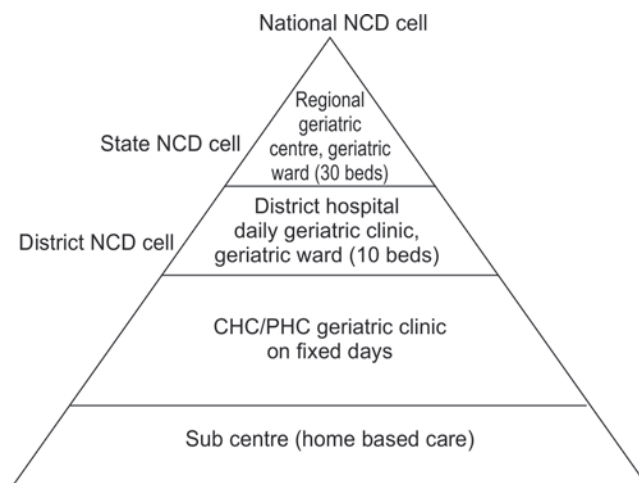 National NCD cell
Regional
geriatric
centre, geriatric
ward (30 beds)
State NCD cell
District hospital
daily geriatric clinic,
geriatric ward (10 beds)
District NCD cell
CHC/PHC geriatric clinic
on fixed days
Sub centre (home based care)